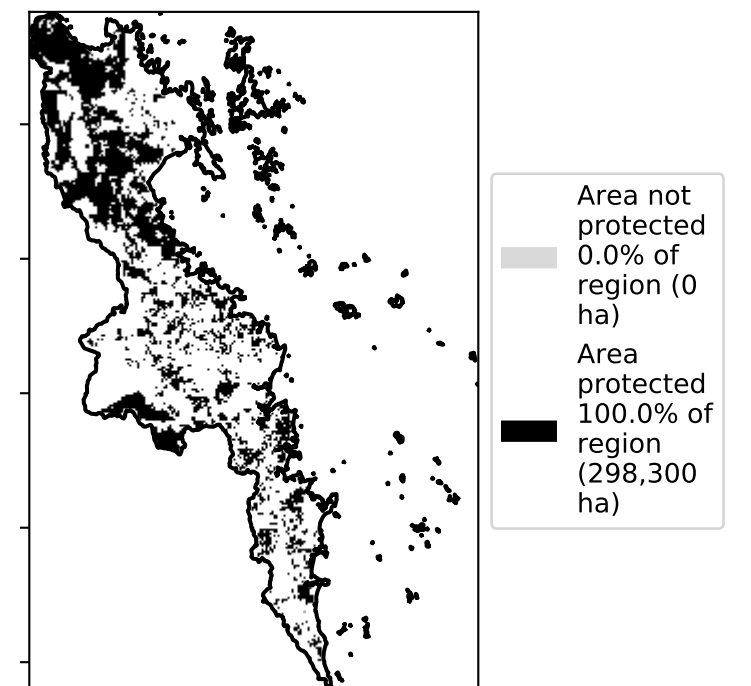 Area not
protected
0.0% of
region (0
ha)
Area
protected
100.0% of
region
(298,300
ha)